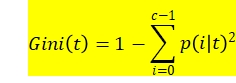 Gini(t) = 1 − ∑_{i=0}^{c−1} p(i|t)²